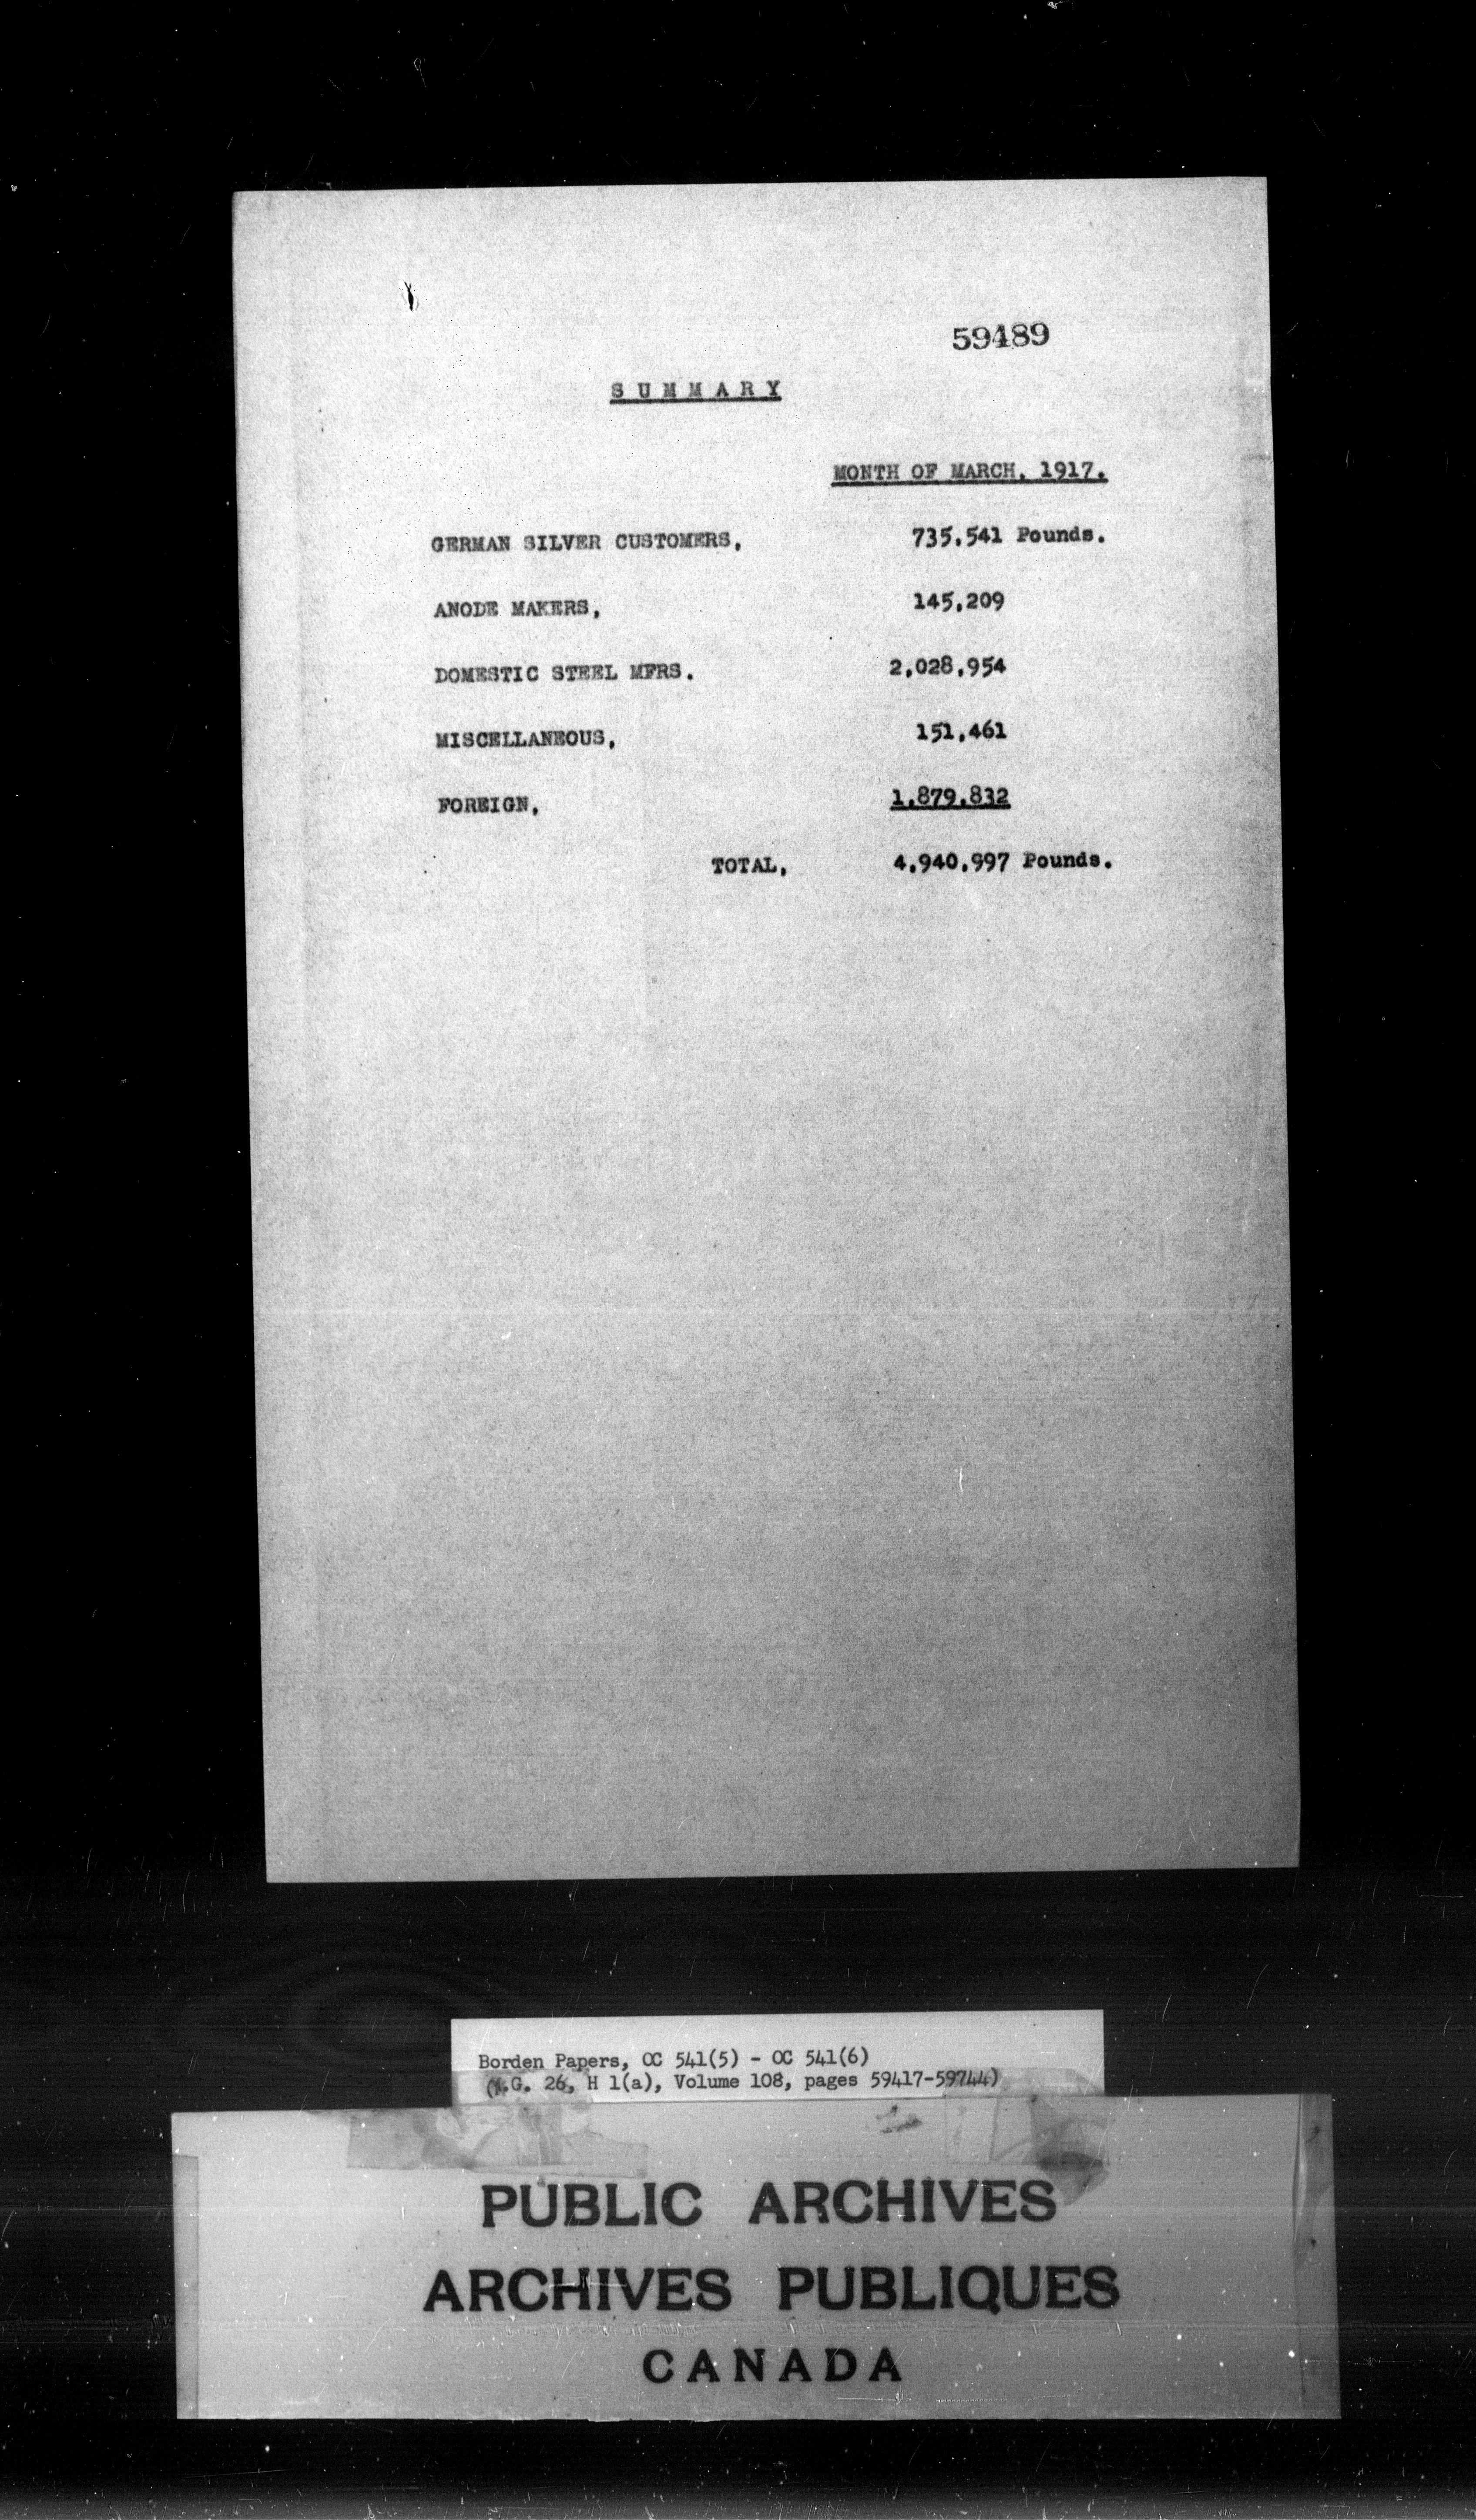 59489
SUMMARY
MONTH OF MARCH, 1917.
GERMAN SILVER CUSTOMERS, 735,541 Pounds.
ANODE MAKERS, 145,209
DOMESTIC STEEL MFRS. 2,028,954
MISCELLANEOUS, 151,461
FOREIGN, 1,879,832
TOTAL, 4,940,997 Pounds.
Borden Papers, OC 541(5) - OC 541(6)
(M.G. 26, H 1(a), Volume 108, pages 59417-59744)
PUBLIC ARCHIVES
ARCHIVES PUBLIQUES
CANADA